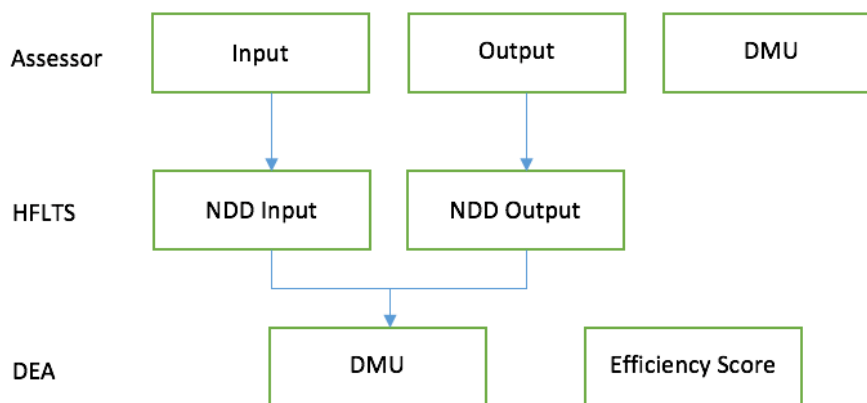 Assessor
Input
Output
DMU
HFLTS
NDD Input
NDD Output
DEA
DMU
Efficiency Score